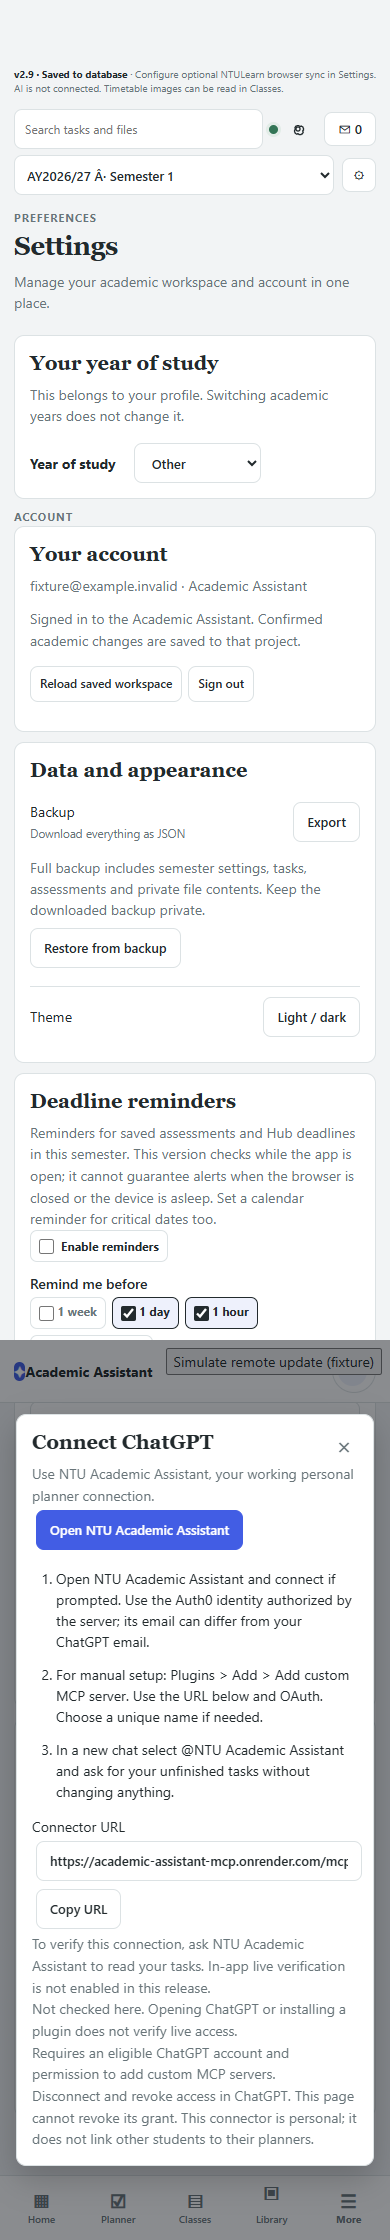 v2.9 • Saved to database · Configure optional NTULearn browser sync in Settings.
AI is not connected. Timetable images can be read in Classes.
Search tasks and files
0
AY2026/27 Â· Semester 1
PREFERENCES
Settings
Manage your academic workspace and account in one
place.
Your year of study
This belongs to your profile. Switching academic
years does not change it.
Year of study
Other
ACCOUNT
Your account
fixture@example.invalid · Academic Assistant
Signed in to the Academic Assistant. Confirmed
academic changes are saved to that project.
Reload saved workspace
Sign out
Data and appearance
Backup
Download everything as JSON
Export
Full backup includes semester settings, tasks,
assessments and private file contents. Keep the
downloaded backup private.
Restore from backup
Theme
Light / dark
Deadline reminders
Reminders for saved assessments and Hub deadlines
in this semester. This version checks while the app is
open; it cannot guarantee alerts when the browser is
closed or the device is asleep. Set a calendar
reminder for critical dates too.
Enable reminders
Remind me before
1 week
1 day
1 hour
Academic Assistant
Simulate remote update (fixture)
Connect ChatGPT
Use NTU Academic Assistant, your working personal
planner connection.
Open NTU Academic Assistant
1. Open NTU Academic Assistant and connect if
prompted. Use the Auth0 identity authorized by
the server; its email can differ from your
ChatGPT email.
2. For manual setup: Plugins > Add > Add custom
MCP server. Use the URL below and OAuth.
Choose a unique name if needed.
3. In a new chat select @NTU Academic Assistant
and ask for your unfinished tasks without
changing anything.
Connector URL
https://academic-assistant-mcp.onrender.com/mcp
Copy URL
To verify this connection, ask NTU Academic
Assistant to read your tasks. In-app live verification
is not enabled in this release.
Not checked here. Opening ChatGPT or installing a
plugin does not verify live access.
Requires an eligible ChatGPT account and
permission to add custom MCP servers.
Disconnect and revoke access in ChatGPT. This page
cannot revoke its grant. This connector is personal; it
does not link other students to their planners.
Home
Planner
Classes
Library
More